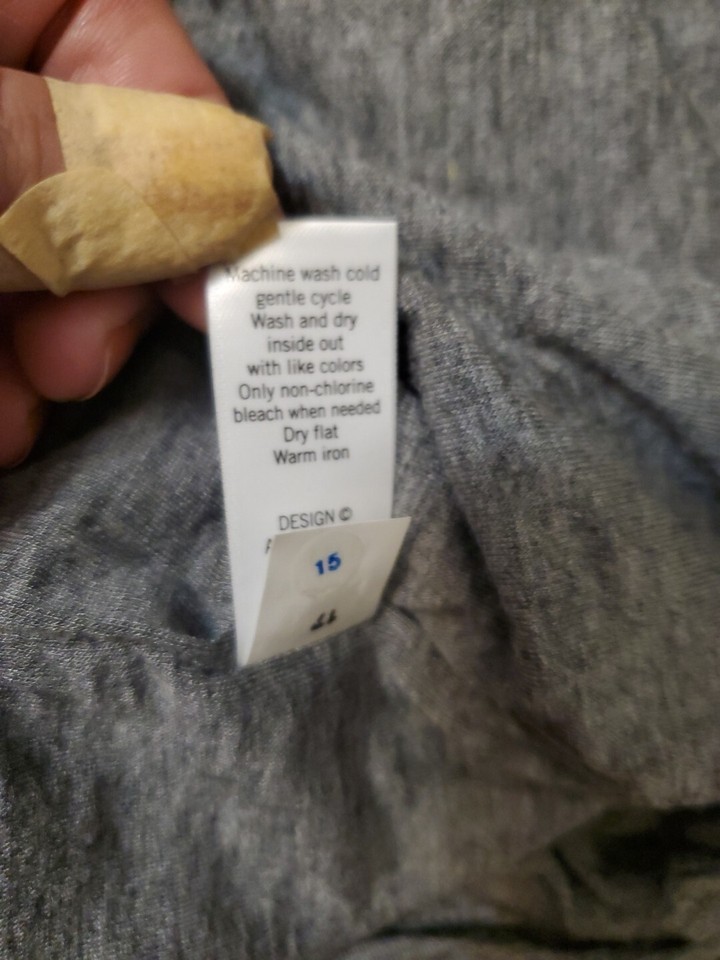 Machine wash cold
gentle cycle
Wash and dry
inside out
with like colors
Only non-chlorine
bleach when needed
Dry flat
Warm iron
DESIGN ©
15